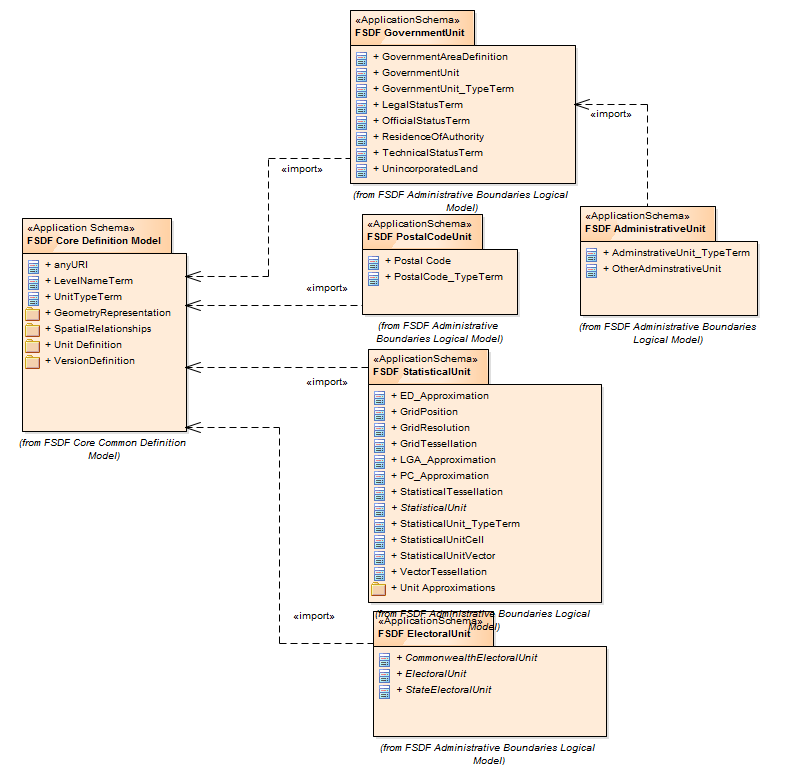 «ApplicationSchema»
FSDF GovernmentUnit
+ GovernmentAreaDefinition
+ GovernmentUnit
+ GovernmentUnit_TypeTerm
+ LegalStatusTerm
+ OfficialStatusTerm
+ ResidenceOfAuthority
+ TechnicalStatusTerm
+ UnincorporatedLand
(from FSDF Administrative Boundaries Logical
Model)
«import»
«import»
«ApplicationSchema»
FSDF AdministrativeUnit
+ AdminstrativeUnit_TypeTerm
+ OtherAdminstrativeUnit
(from FSDF Administrative Boundaries
Logical Model)
«Application Schema»
FSDF Core Definition Model
+ anyURI
+ LevelNameTerm
+ UnitTypeTerm
+ GeometryRepresentation
+ SpatialRelationships
+ Unit Definition
+ VersionDefinition
(from FSDF Core Common Definition
Model)
«ApplicationSchema»
FSDF PostalCodeUnit
+ Postal Code
+ PostalCode_TypeTerm
(from FSDF Administrative
Boundaries Logical Model)
«import»
«import»
«ApplicationSchema»
FSDF StatisticalUnit
+ ED_Approximation
+ GridPosition
+ GridResolution
+ GridTessellation
+ LGA_Approximation
+ PC_Approximation
+ StatisticalTessellation
+ StatisticalUnit
+ StatisticalUnit_TypeTerm
+ StatisticalUnitCell
+ StatisticalUnitVector
+ VectorTessellation
+ Unit Approximations
(from FSDF Administrative Boundaries Logical
Model)
«import»
«ApplicationSchema»
FSDF ElectoralUnit
+ CommonwealthElectoralUnit
+ ElectoralUnit
+ StateElectoralUnit
(from FSDF Administrative Boundaries Logical
Model)